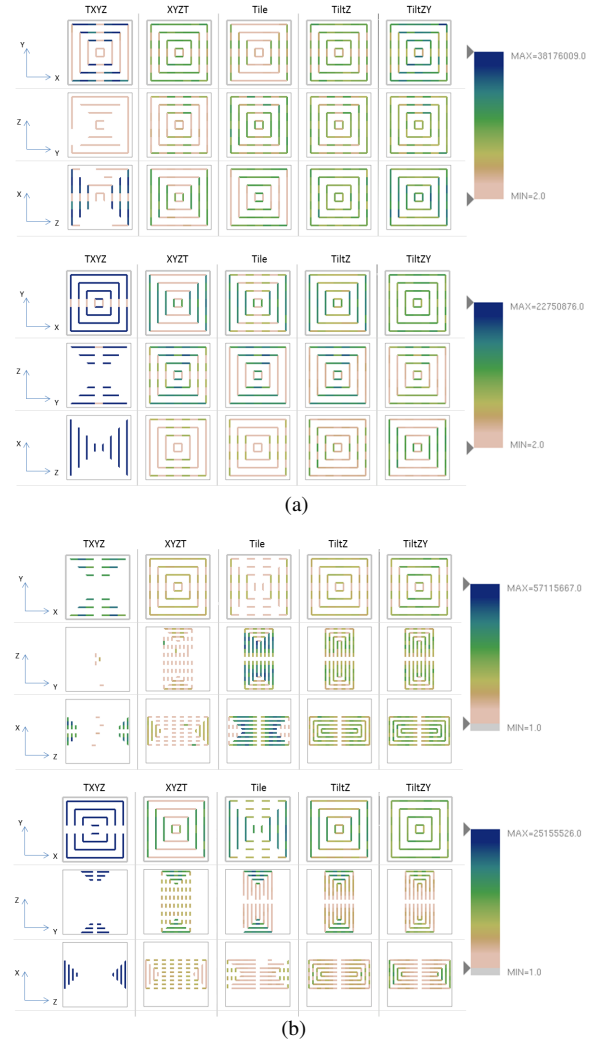 TXYZ XYZT Tile TiltZ TiltZY
Y
X
MAX=38176009.0
Z
Y
X
Z
MIN=2.0
TXYZ XYZT Tile TiltZ TiltZY
Y
X
MAX=22750876.0
Z
Y
X
Z
MIN=2.0
(a)
TXYZ XYZT Tile TiltZ TiltZY
Y
X
MAX=57115667.0
Z
Y
X
Z
MIN=1.0
TXYZ XYZT Tile TiltZ TiltZY
Y
X
MAX=25155526.0
Z
Y
X
Z
MIN=1.0
(b)